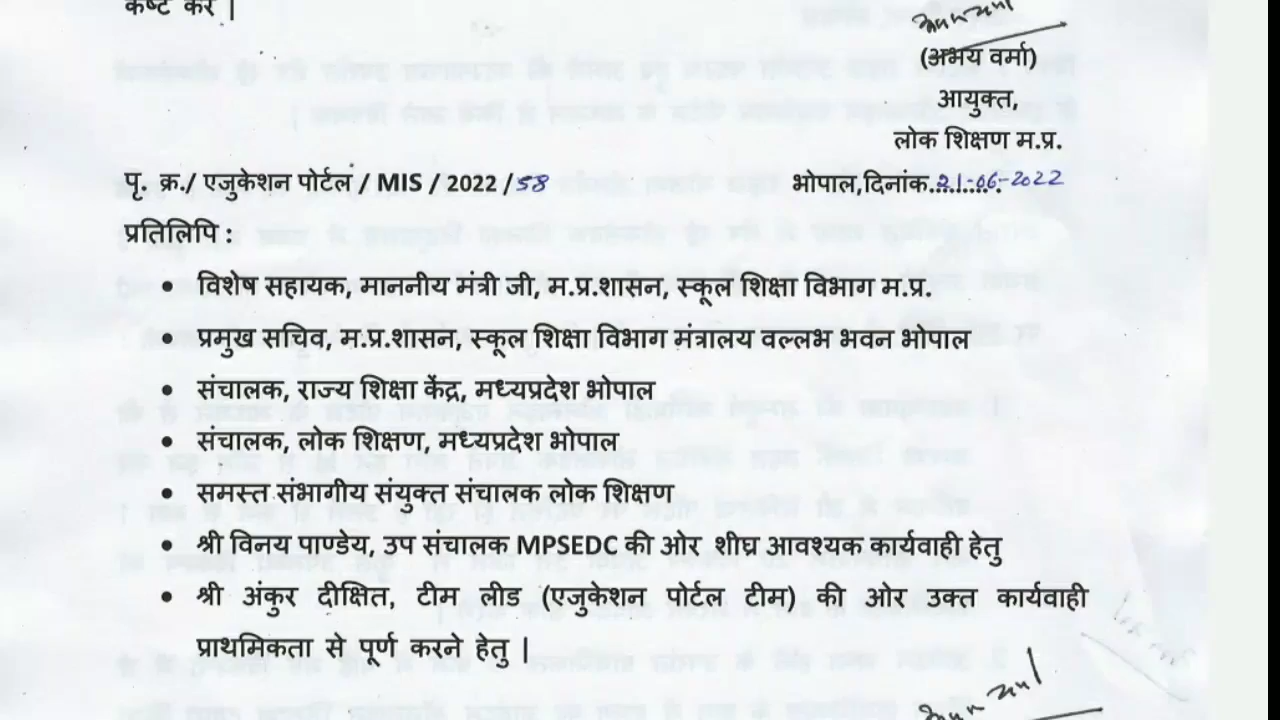 कष्ट करे |
(अभय वर्मा)
आयुक्त,
लोक शिक्षण म.प्र.
पृ. क्र./ एजुकेशन पोर्टल / MIS / 2022 /58 भोपाल,दिनांक..21-06-2022
प्रतिलिपि :
• विशेष सहायक, माननीय मंत्री जी, म.प्र.शासन, स्कूल शिक्षा विभाग म.प्र.
• प्रमुख सचिव, म.प्र.शासन, स्कूल शिक्षा विभाग मंत्रालय वल्लभ भवन भोपाल
• संचालक, राज्य शिक्षा केंद्र, मध्यप्रदेश भोपाल
• संचालक, लोक शिक्षण, मध्यप्रदेश भोपाल
• समस्त संभागीय संयुक्त संचालक लोक शिक्षण
• श्री विनय पाण्डेय, उप संचालक MPSEDC की ओर शीघ्र आवश्यक कार्यवाही हेतु
• श्री अंकुर दीक्षित, टीम लीड (एजुकेशन पोर्टल टीम) की ओर उक्त कार्यवाही
प्राथमिकता से पूर्ण करने हेतु |